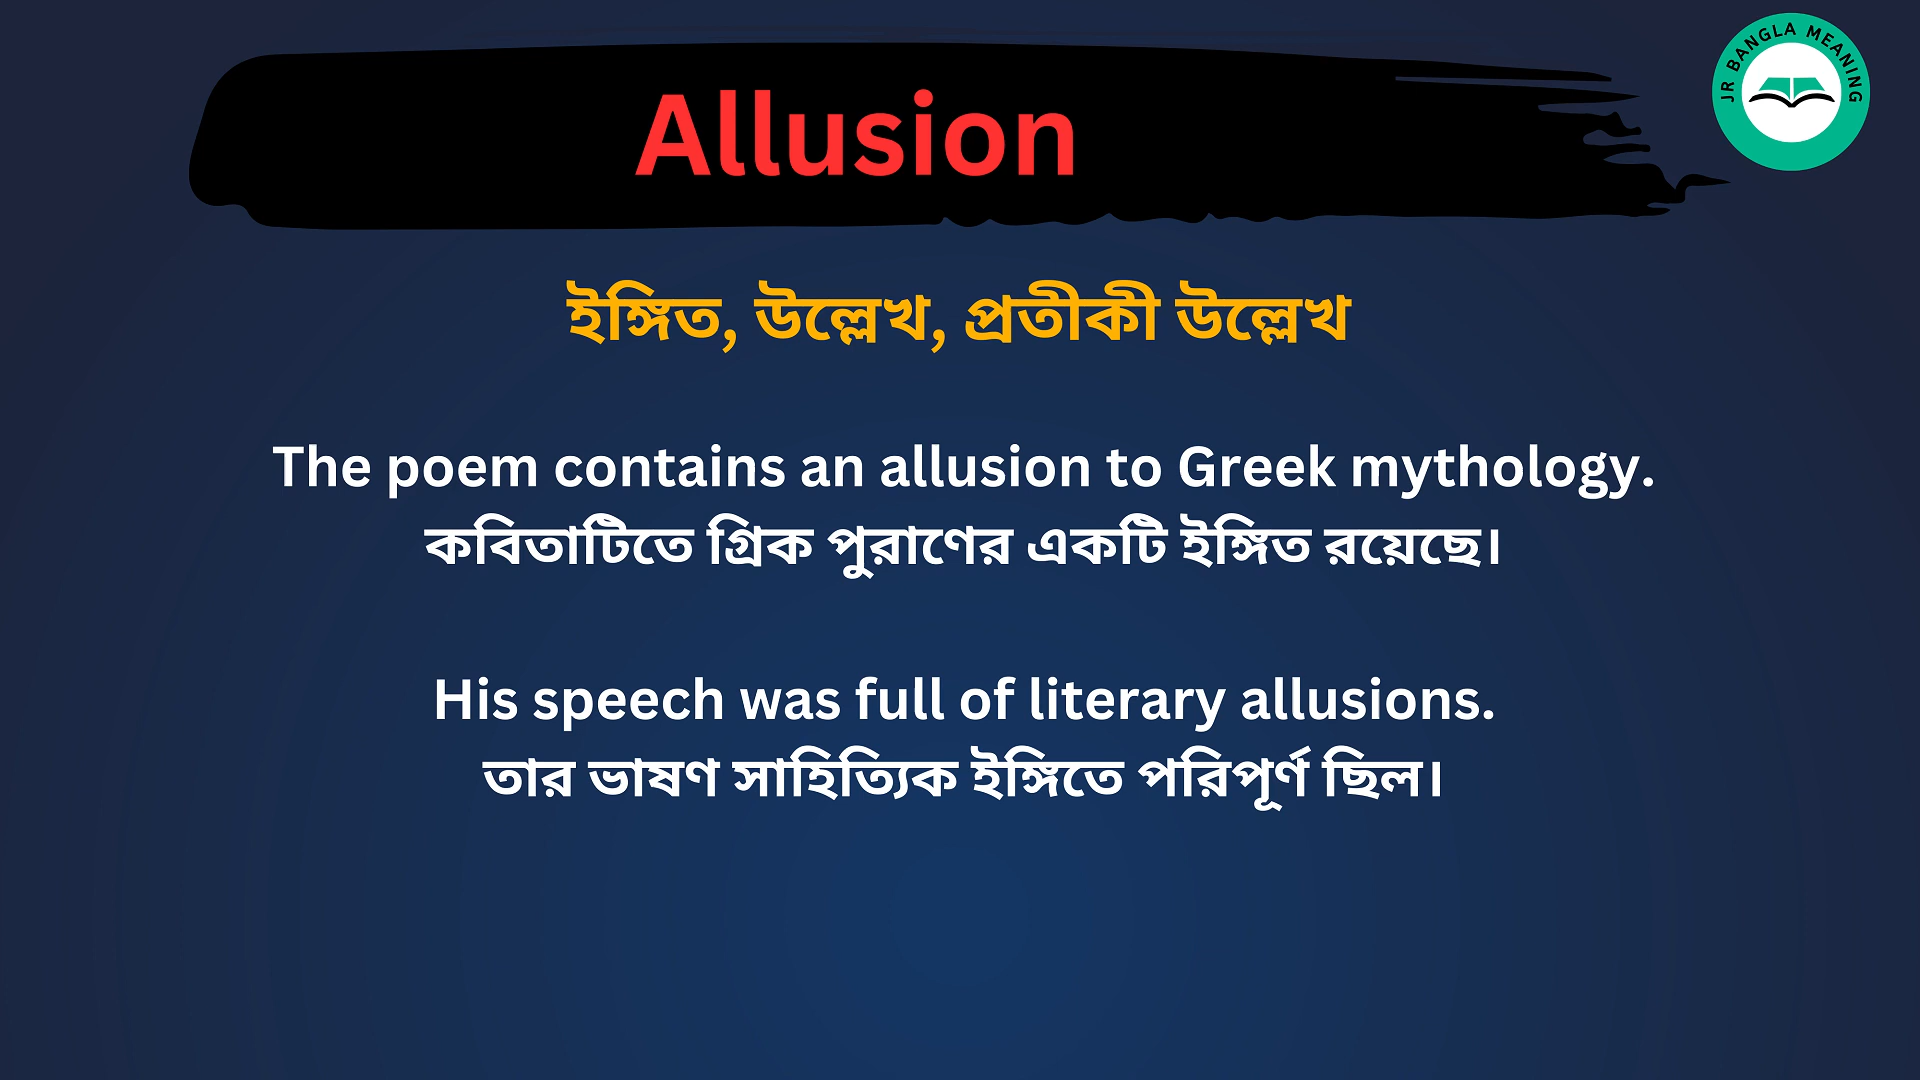 JR BANGLA MEANING
Allusion
ইঙ্গিত, উল্লেখ, প্রতীকী উল্লেখ
The poem contains an allusion to Greek mythology.
কবিতাটিতে গ্রিক পুরাণের একটি ইঙ্গিত রয়েছে।
His speech was full of literary allusions.
তার ভাষণ সাহিত্যিক ইঙ্গিতে পরিপূর্ণ ছিল।